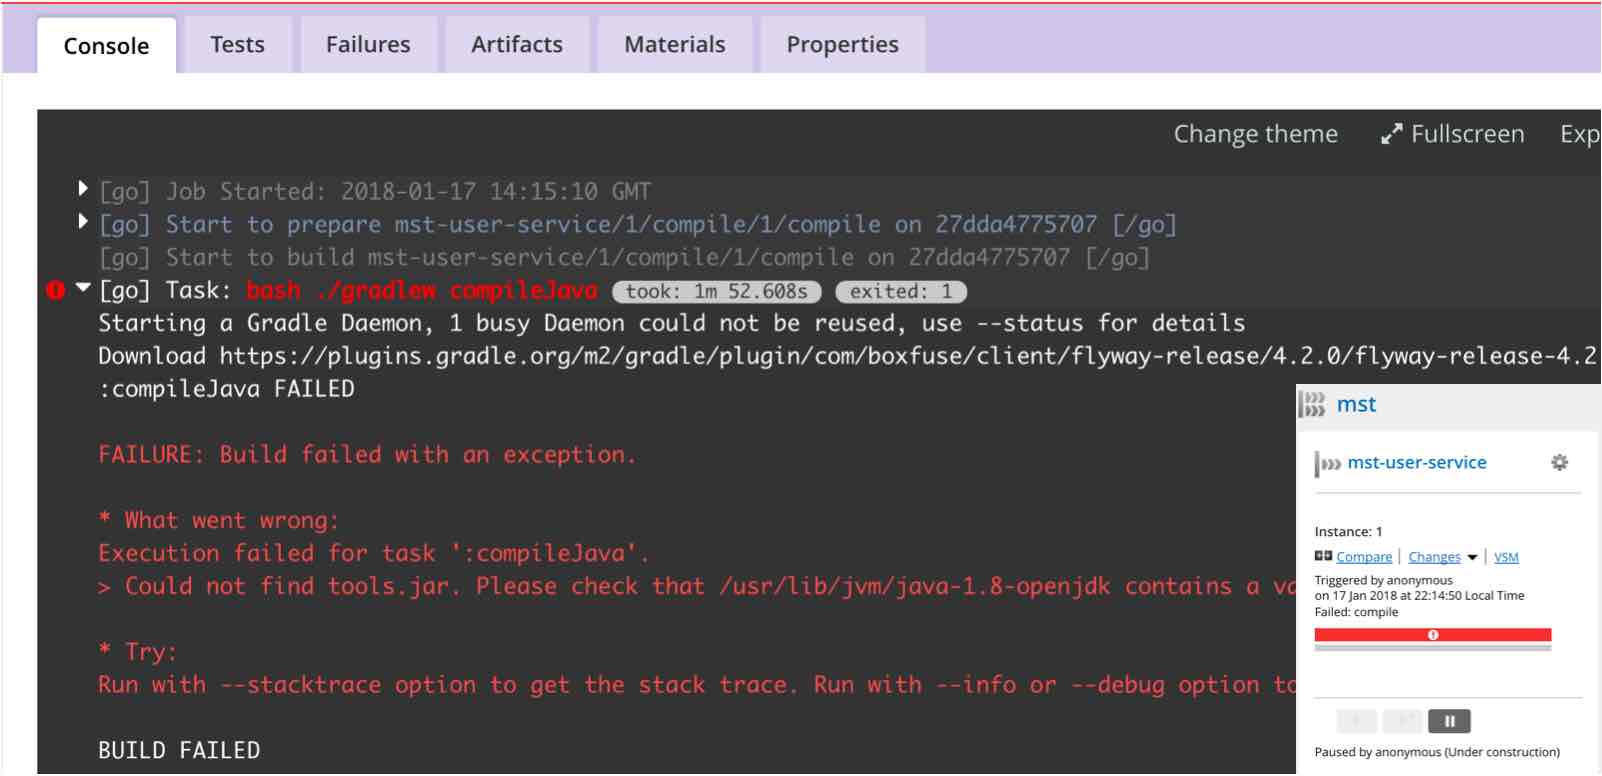 Console Tests Failures Artifacts Materials Properties
Change theme Fullscreen Exp
[go] Job Started: 2018-01-17 14:15:10 GMT
[go] Start to prepare mst-user-service/1/compile/1/compile on 27dda4775707 [/go]
[go] Start to build mst-user-service/1/compile/1/compile on 27dda4775707 [/go]
[go] Task: bash ./gradlew compileJava took: 1m 52.608s exited: 1
Starting a Gradle Daemon, 1 busy Daemon could not be reused, use --status for details
Download https://plugins.gradle.org/m2/gradle/plugin/com/boxfuse/client/flyway-release/4.2.0/flyway-release-4.2
:compileJava FAILED
FAILURE: Build failed with an exception.
* What went wrong:
Execution failed for task ':compileJava'.
> Could not find tools.jar. Please check that /usr/lib/jvm/java-1.8-openjdk contains a va
* Try:
Run with --stacktrace option to get the stack trace. Run with --info or --debug option to
BUILD FAILED
mst
mst-user-service
Instance: 1
Compare | Changes | VSM
Triggered by anonymous
on 17 Jan 2018 at 22:14:50 Local Time
Failed: compile
Paused by anonymous (Under construction)